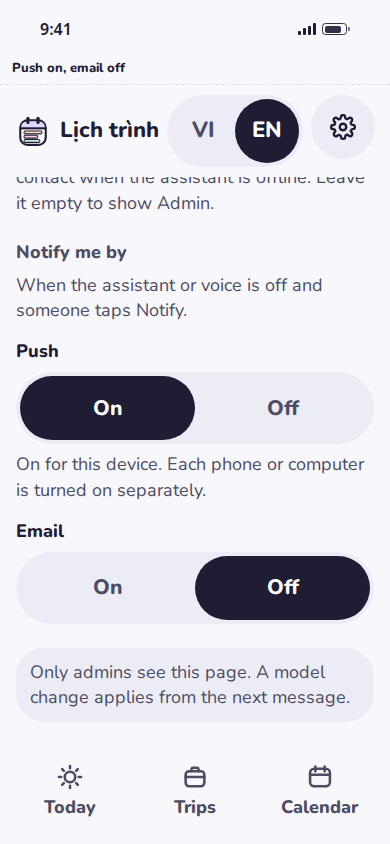 9:41
Push on, email off
Lịch trình
VI
EN
contact when the assistant is offline. Leave
it empty to show Admin.
Notify me by
When the assistant or voice is off and
someone taps Notify.
Push
On
Off
On for this device. Each phone or computer
is turned on separately.
Email
On
Off
Only admins see this page. A model
change applies from the next message.
Today
Trips
Calendar